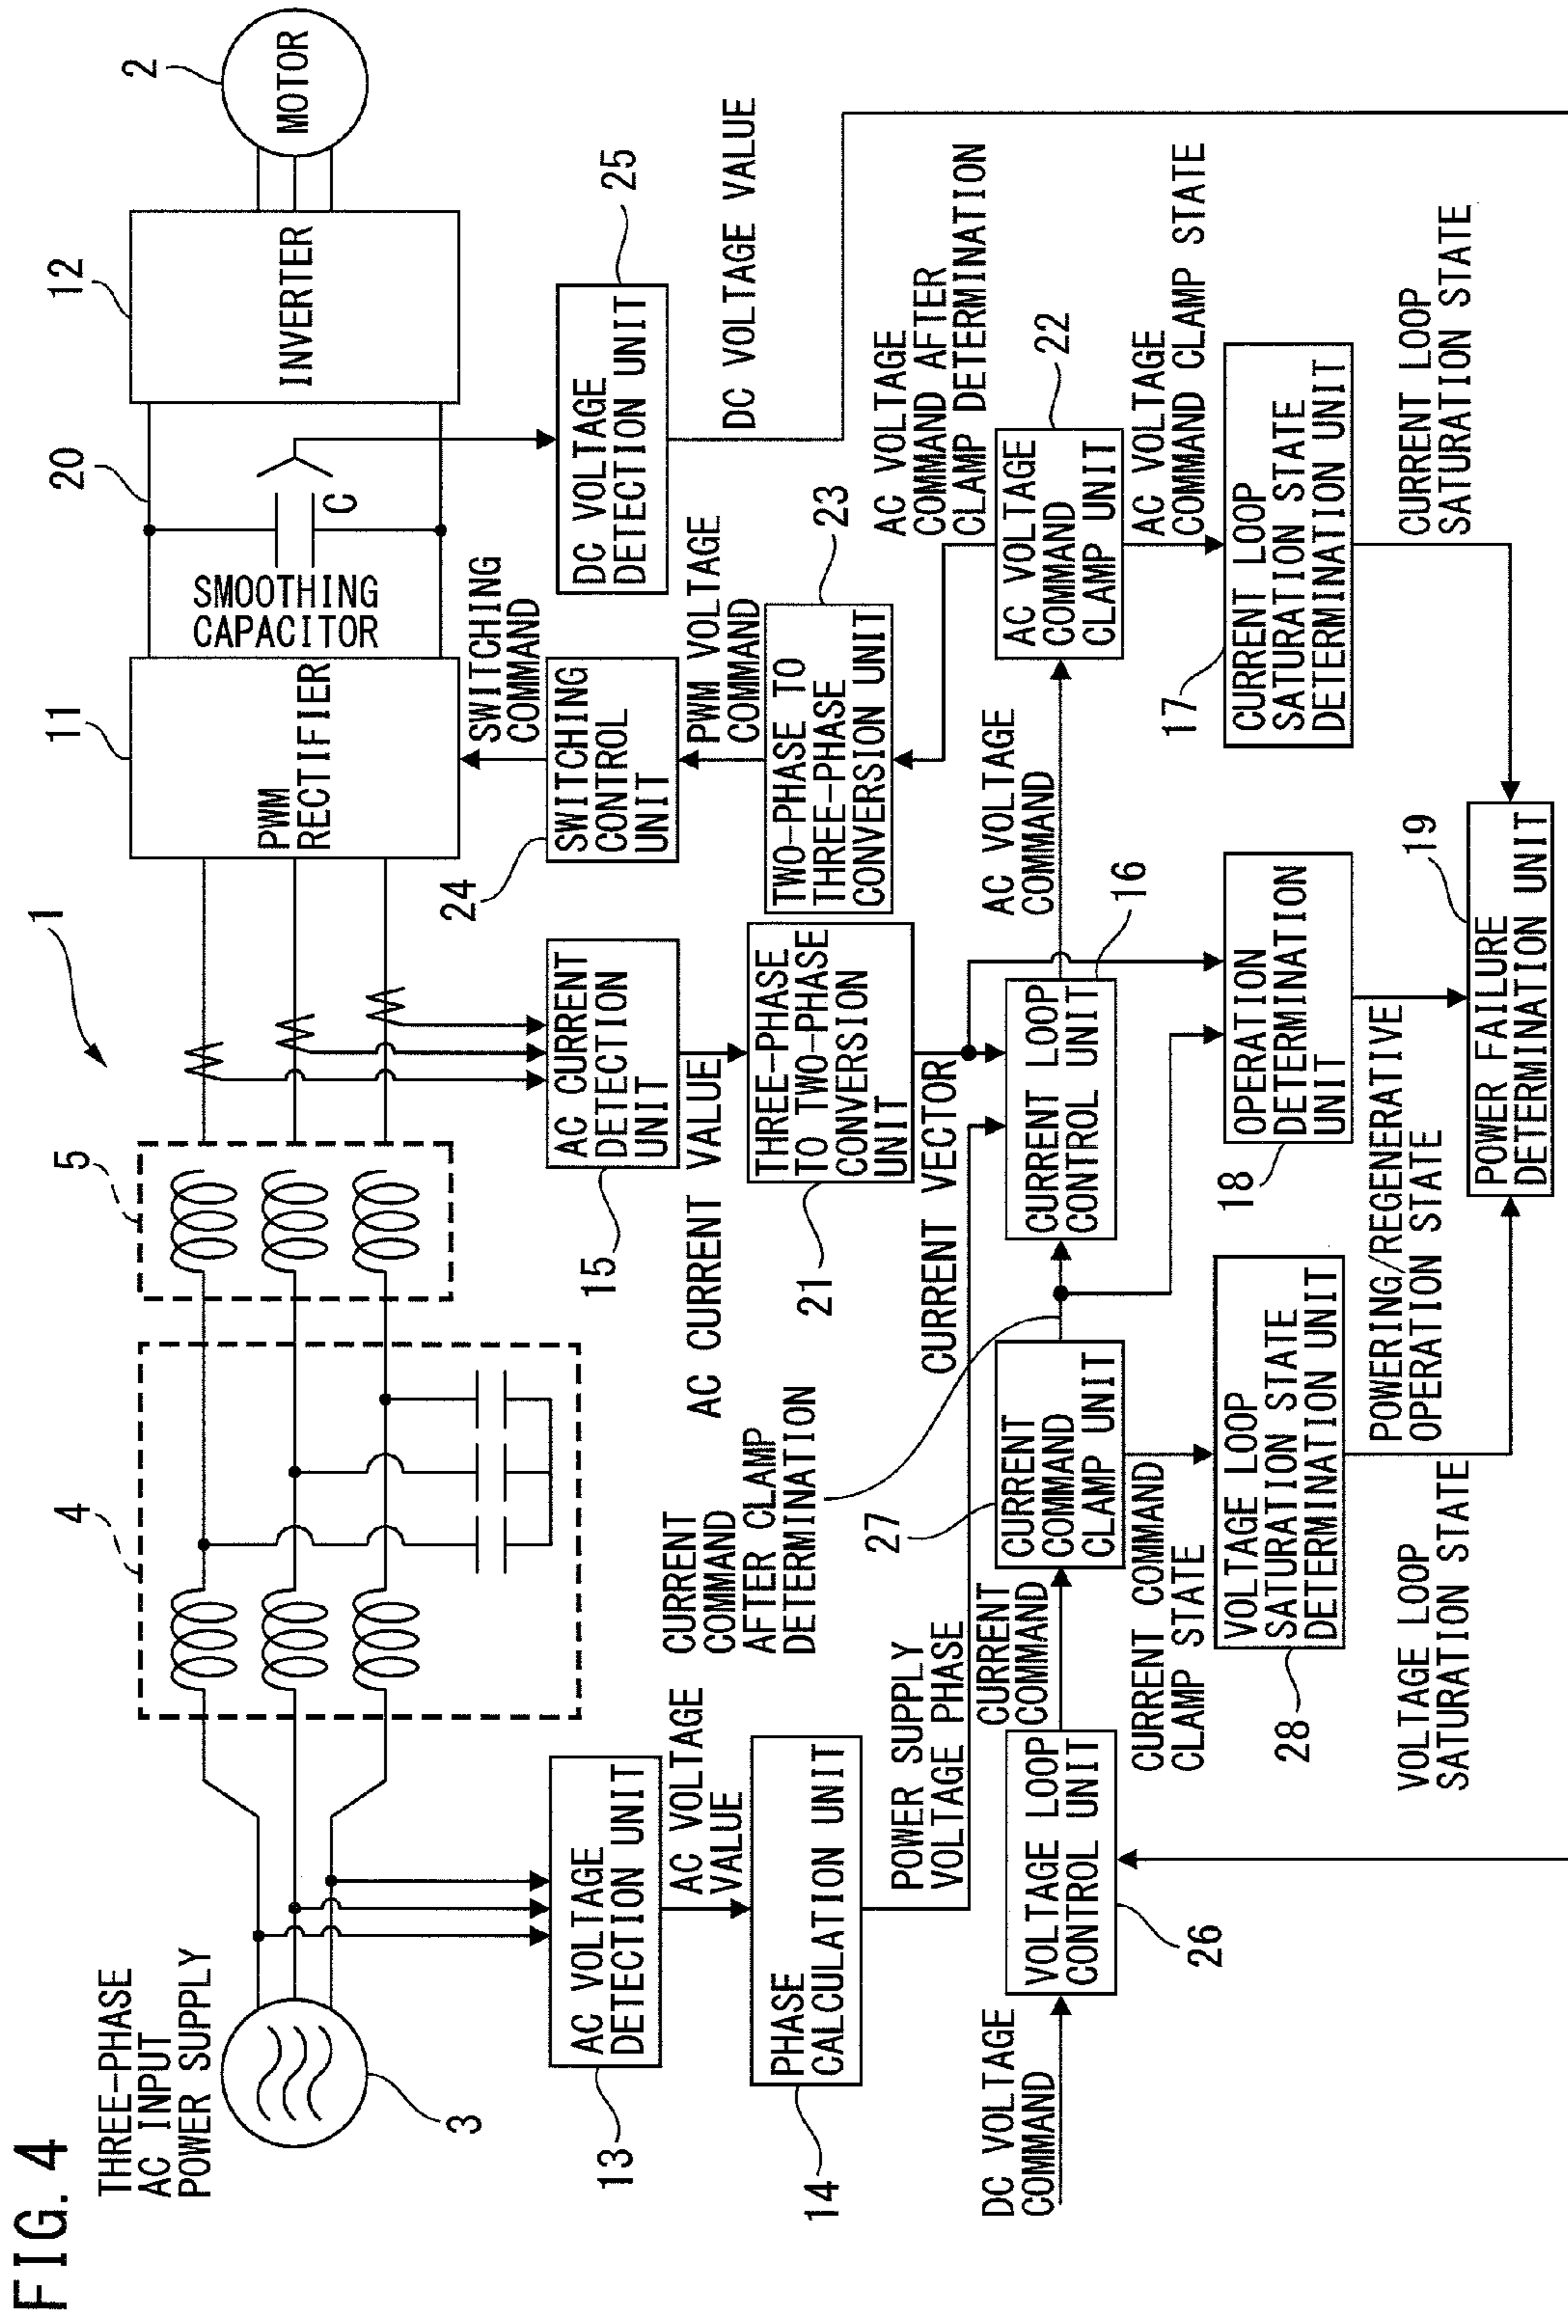 FIG. 4
THREE-PHASE
AC INPUT
POWER SUPPLY
3
4
5
1
11
PWM
RECTIFIER
SMOOTHING
CAPACITOR
C
20
12
INVERTER
2
MOTOR
13
AC VOLTAGE
DETECTION UNIT
AC VOLTAGE
VALUE
14
PHASE
CALCULATION UNIT
POWER SUPPLY
VOLTAGE PHASE
15
AC CURRENT
DETECTION
UNIT
AC CURRENT VALUE
21
THREE-PHASE
TO TWO-PHASE
CONVERSION
UNIT
CURRENT VECTOR
24
SWITCHING
CONTROL
UNIT
SWITCHING
COMMAND
PWM VOLTAGE
COMMAND
23
TWO-PHASE TO
THREE-PHASE
CONVERSION UNIT
25
DC VOLTAGE
DETECTION UNIT
DC VOLTAGE VALUE
AC VOLTAGE
COMMAND AFTER
CLAMP DETERMINATION
CURRENT
COMMAND
AFTER CLAMP
DETERMINATION
DC VOLTAGE
COMMAND
VOLTAGE LOOP
CONTROL UNIT
26
CURRENT
COMMAND
27
CURRENT
COMMAND
CLAMP UNIT
CURRENT LOOP
CONTROL UNIT
16
AC VOLTAGE
COMMAND
AC VOLTAGE
COMMAND
CLAMP UNIT
22
CURRENT COMMAND
CLAMP STATE
AC VOLTAGE
COMMAND CLAMP STATE
28
VOLTAGE LOOP
SATURATION STATE
DETERMINATION UNIT
18
OPERATION
DETERMINATION
UNIT
17
CURRENT LOOP
SATURATION STATE
DETERMINATION UNIT
VOLTAGE LOOP
SATURATION STATE
POWERING/REGENERATIVE
OPERATION STATE
CURRENT LOOP
SATURATION STATE
19
POWER FAILURE
DETERMINATION UNIT